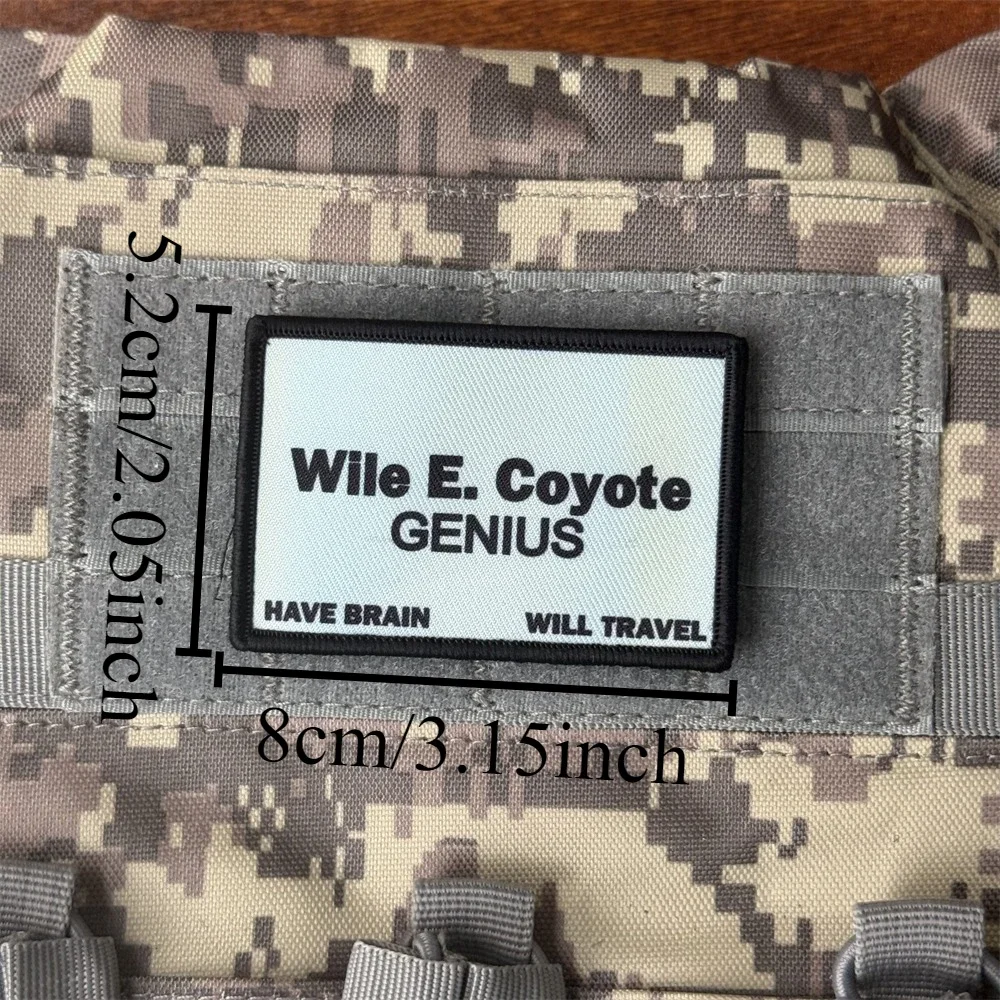 5.2cm/2.05inch
Wile E. Coyote
GENIUS
HAVE BRAIN WILL TRAVEL
8cm/3.15inch